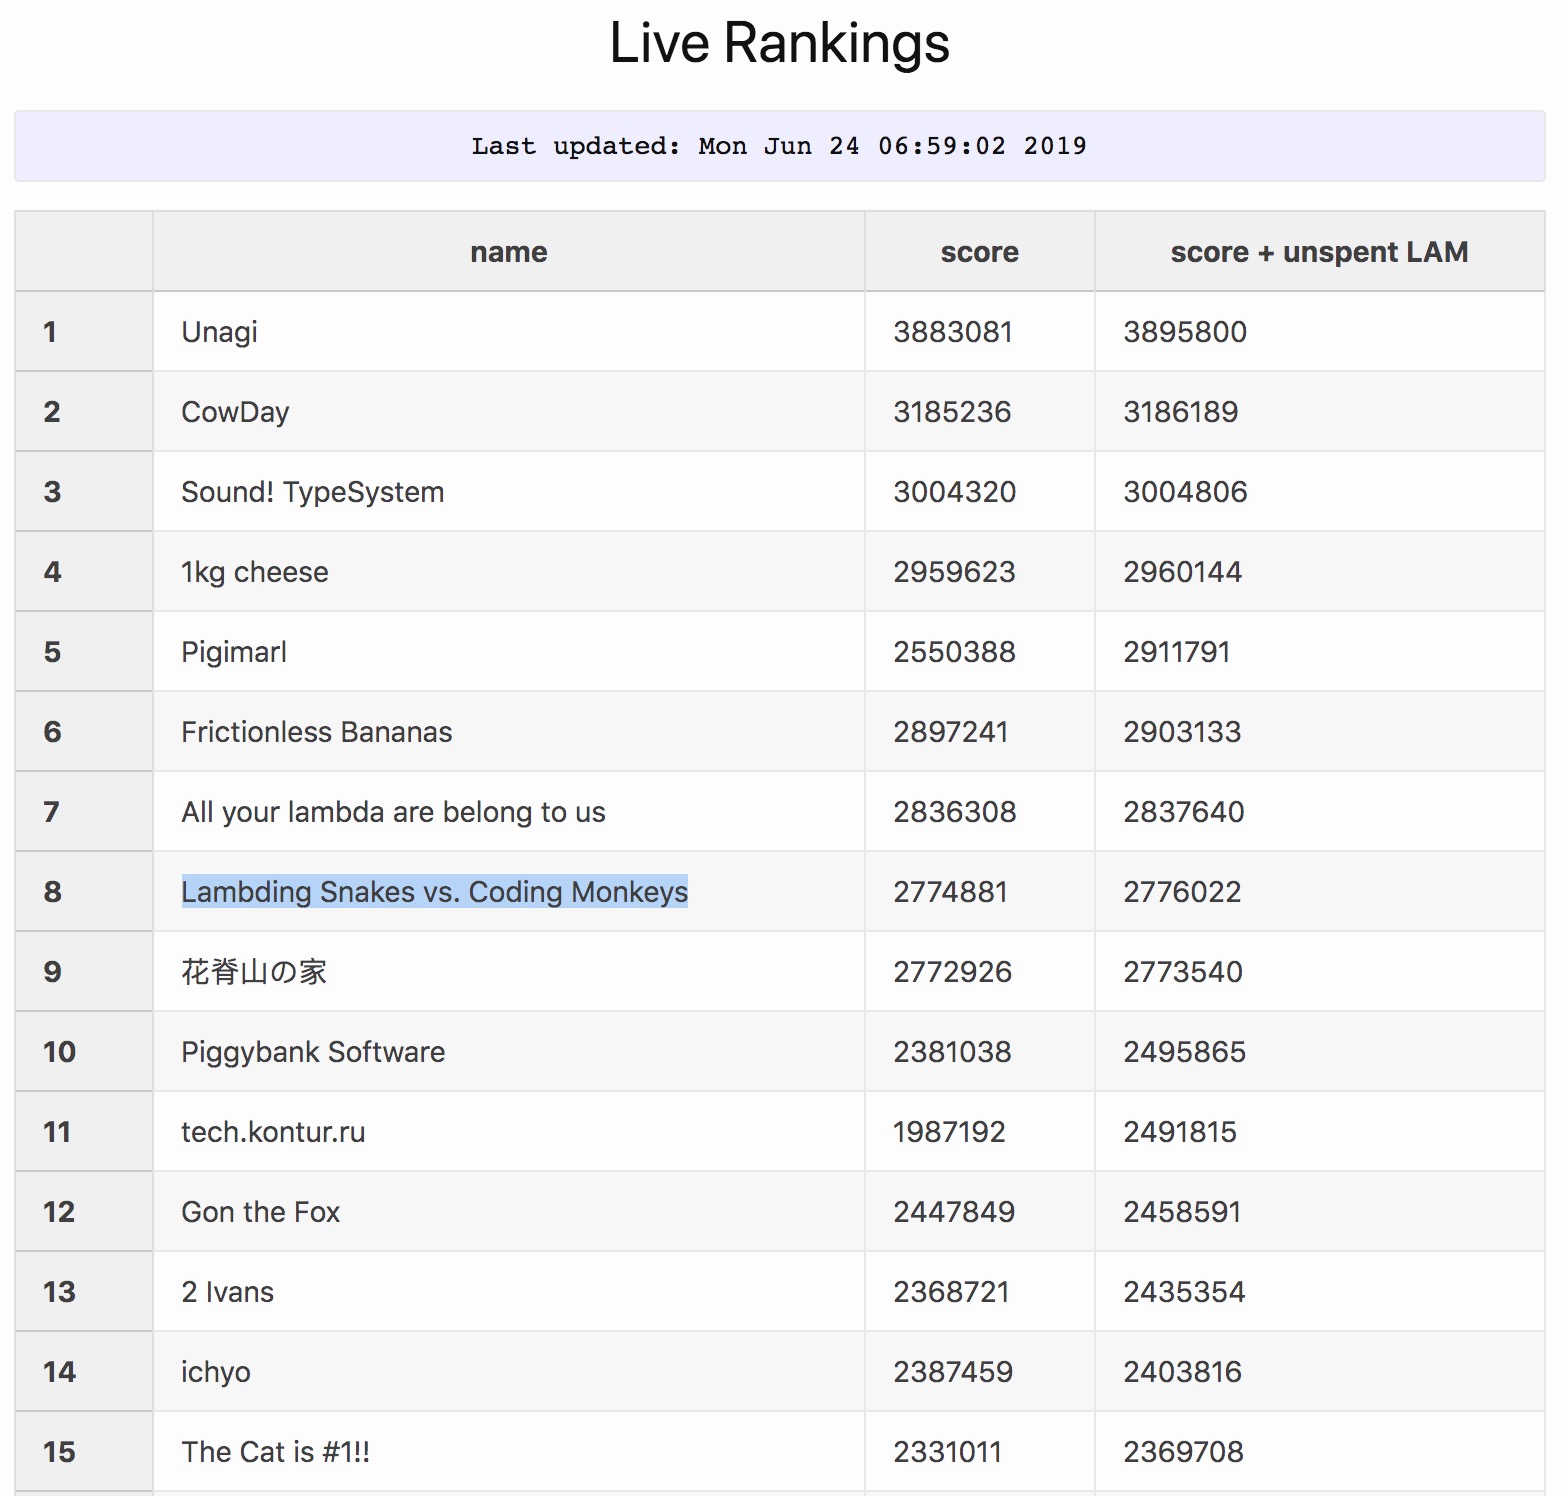 Live Rankings
Last updated: Mon Jun 24 06:59:02 2019
name score score + unspent LAM
1 Unagi 3883081 3895800
2 CowDay 3185236 3186189
3 Sound! TypeSystem 3004320 3004806
4 1kg cheese 2959623 2960144
5 Pigimarl 2550388 2911791
6 Frictionless Bananas 2897241 2903133
7 All your lambda are belong to us 2836308 2837640
8 Lambding Snakes vs. Coding Monkeys 2774881 2776022
9 花脊山の家 2772926 2773540
10 Piggybank Software 2381038 2495865
11 tech.kontur.ru 1987192 2491815
12 Gon the Fox 2447849 2458591
13 2 Ivans 2368721 2435354
14 ichyo 2387459 2403816
15 The Cat is #1!! 2331011 2369708